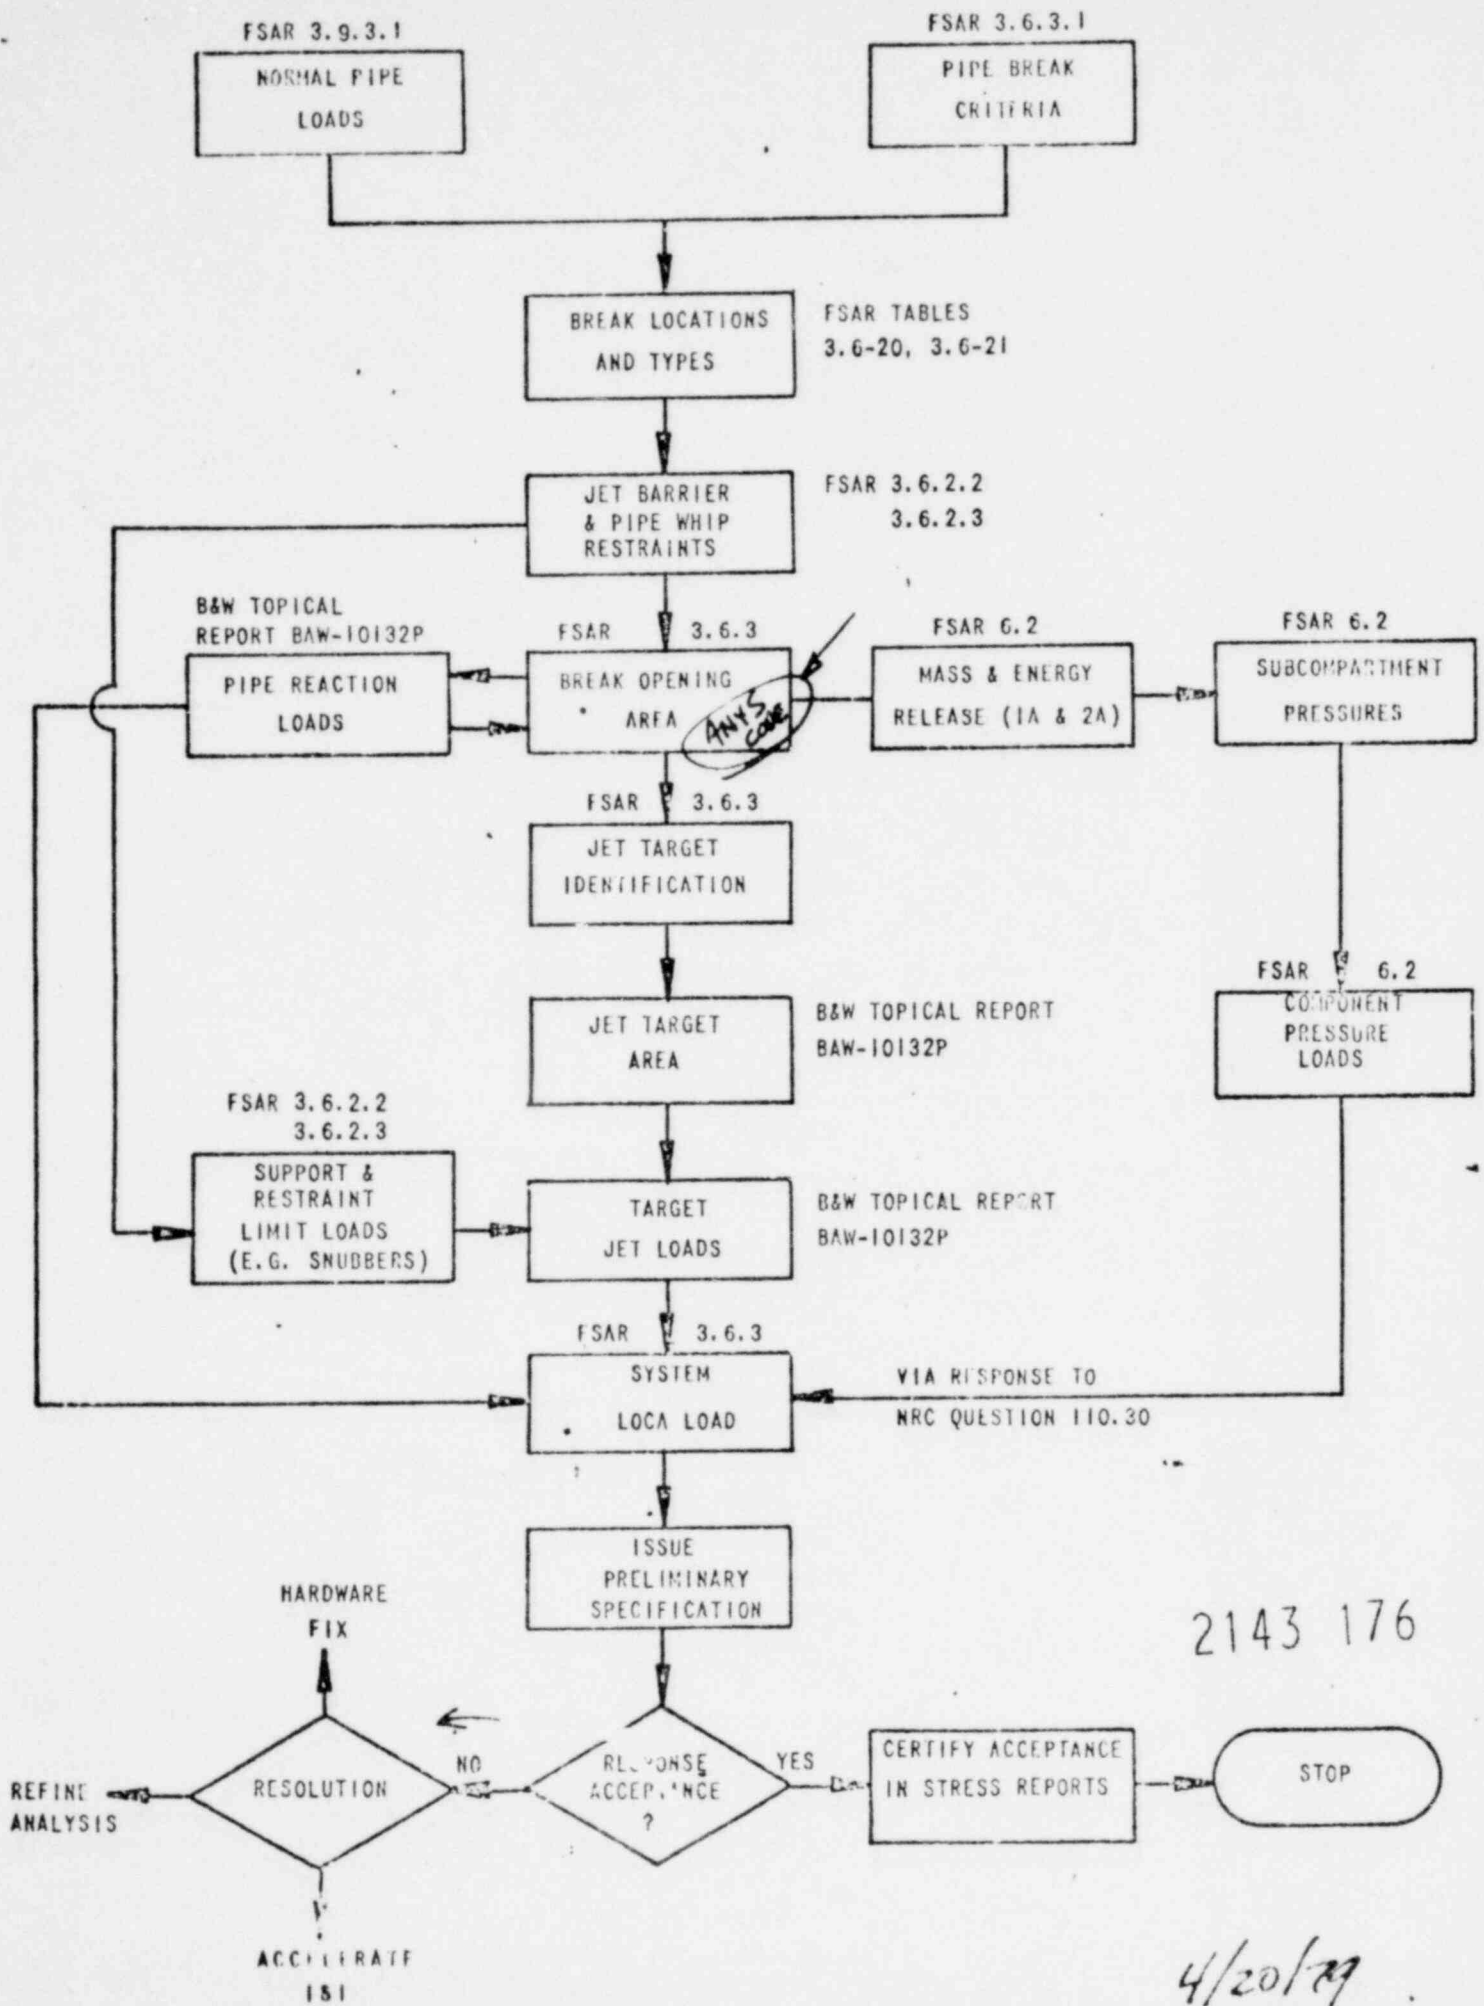 FSAR 3.9.3.1
NORMAL PIPE
LOADS
FSAR 3.6.3.1
PIPE BREAK
CRITERIA
BREAK LOCATIONS
AND TYPES
FSAR TABLES
3.6-20, 3.6-21
JET BARRIER
& PIPE WHIP
RESTRAINTS
FSAR 3.6.2.2
3.6.2.3
B&W TOPICAL
REPORT BAW-10132P
PIPE REACTION
LOADS
FSAR 3.6.3
BREAK OPENING
AREA
ANYS
CODE
FSAR 6.2
MASS & ENERGY
RELEASE (1A & 2A)
FSAR 6.2
SUBCOMPARTMENT
PRESSURES
FSAR 3.6.3
JET TARGET
IDENTIFICATION
FSAR 6.2
COMPONENT
PRESSURE
LOADS
JET TARGET
AREA
B&W TOPICAL REPORT
BAW-10132P
FSAR 3.6.2.2
3.6.2.3
SUPPORT &
RESTRAINT
LIMIT LOADS
(E.G. SNUBBERS)
TARGET
JET LOADS
B&W TOPICAL REPORT
BAW-10132P
FSAR 3.6.3
SYSTEM
LOCA LOAD
VIA RESPONSE TO
NRC QUESTION 110.30
ISSUE
PRELIMINARY
SPECIFICATION
2143 176
HARDWARE
FIX
RESOLUTION
REFINE
ANALYSIS
NO
RESPONSE
ACCEPTANCE
?
YES
CERTIFY ACCEPTANCE
IN STRESS REPORTS
STOP
ACCELERATE
ISI
4/20/79